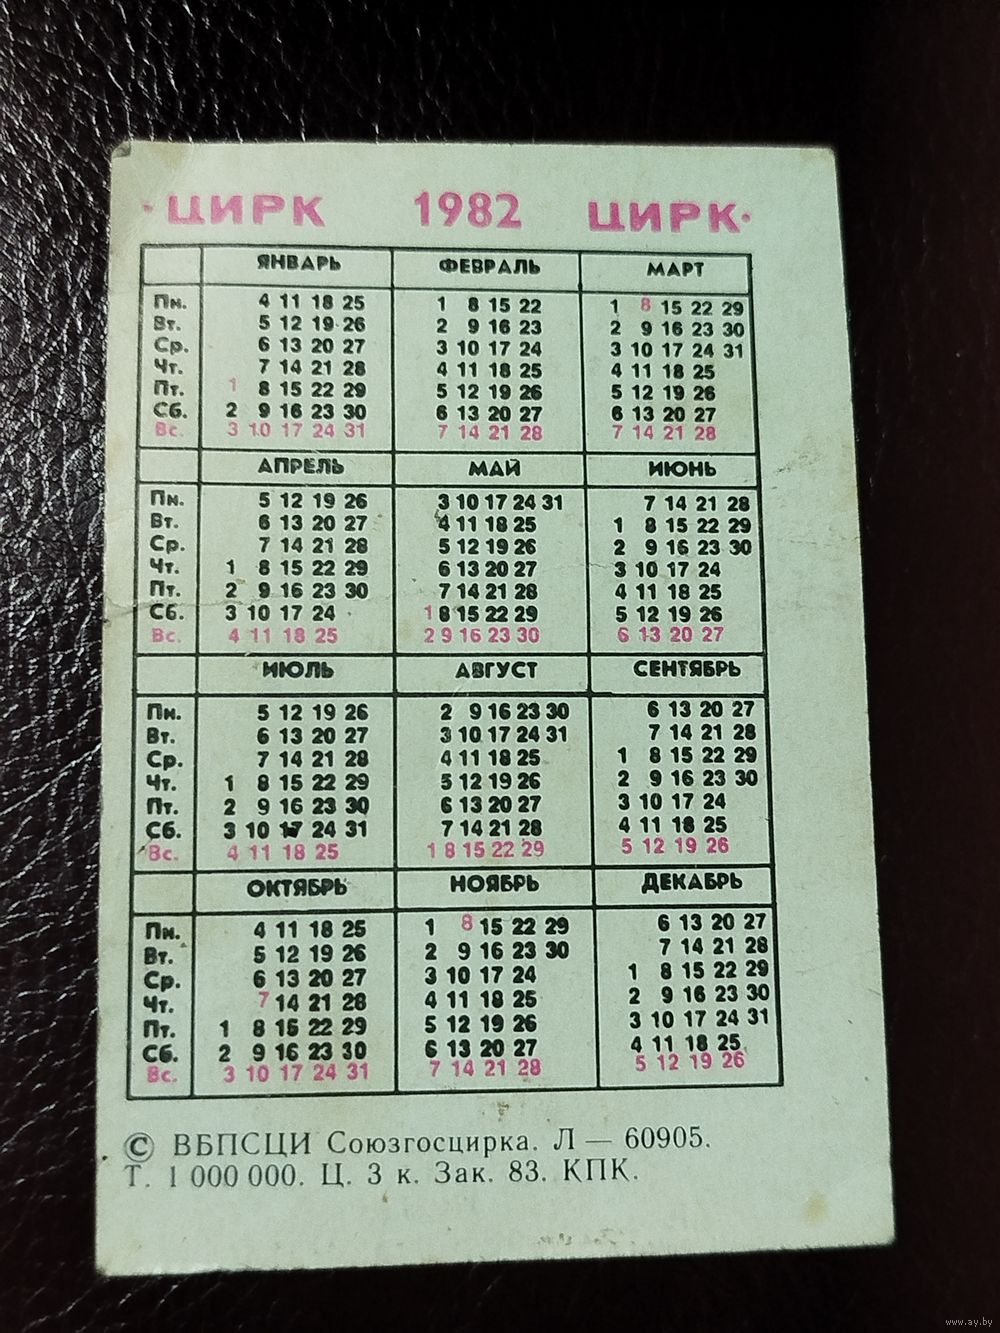 ·ЦИРК 1982 ЦИРК·
ЯНВАРЬ ФЕВРАЛЬ МАРТ
Пн. 4 11 18 25 1 8 15 22 1 8 15 22 29
Вт. 5 12 19 26 2 9 16 23 2 9 16 23 30
Ср. 6 13 20 27 3 10 17 24 3 10 17 24 31
Чт. 7 14 21 28 4 11 18 25 4 11 18 25
Пт. 1 8 15 22 29 5 12 19 26 5 12 19 26
Сб. 2 9 16 23 30 6 13 20 27 6 13 20 27
Вс. 3 10 17 24 31 7 14 21 28 7 14 21 28
АПРЕЛЬ МАЙ ИЮНЬ
Пн. 5 12 19 26 3 10 17 24 31 7 14 21 28
Вт. 6 13 20 27 4 11 18 25 1 8 15 22 29
Ср. 7 14 21 28 5 12 19 26 2 9 16 23 30
Чт. 1 8 15 22 29 6 13 20 27 3 10 17 24
Пт. 2 9 16 23 30 7 14 21 28 4 11 18 25
Сб. 3 10 17 24 1 8 15 22 29 5 12 19 26
Вс. 4 11 18 25 2 9 16 23 30 6 13 20 27
ИЮЛЬ АВГУСТ СЕНТЯБРЬ
Пн. 5 12 19 26 2 9 16 23 30 6 13 20 27
Вт. 6 13 20 27 3 10 17 24 31 7 14 21 28
Ср. 7 14 21 28 4 11 18 25 1 8 15 22 29
Чт. 1 8 15 22 29 5 12 19 26 2 9 16 23 30
Пт. 2 9 16 23 30 6 13 20 27 3 10 17 24
Сб. 3 10 17 24 31 7 14 21 28 4 11 18 25
Вс. 4 11 18 25 1 8 15 22 29 5 12 19 26
ОКТЯБРЬ НОЯБРЬ ДЕКАБРЬ
Пн. 4 11 18 25 1 8 15 22 29 6 13 20 27
Вт. 5 12 19 26 2 9 16 23 30 7 14 21 28
Ср. 6 13 20 27 3 10 17 24 1 8 15 22 29
Чт. 7 14 21 28 4 11 18 25 2 9 16 23 30
Пт. 1 8 15 22 29 5 12 19 26 3 10 17 24 31
Сб. 2 9 16 23 30 6 13 20 27 4 11 18 25
Вс. 3 10 17 24 31 7 14 21 28 5 12 19 26
© ВБПСЦИ Союзгосцирка. Л — 60905.
Т. 1 000 000. Ц. 3 к. Зак. 83. КПК.
www.ay.by